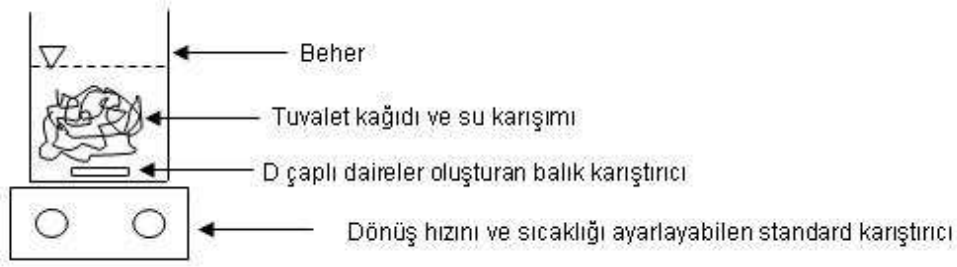 Beher
Tuvalet kağıdı ve su karışımı
D çaplı daireler oluşturan balık karıştırıcı
Dönüş hızını ve sıcaklığı ayarlayabilen standard karıştırıcı